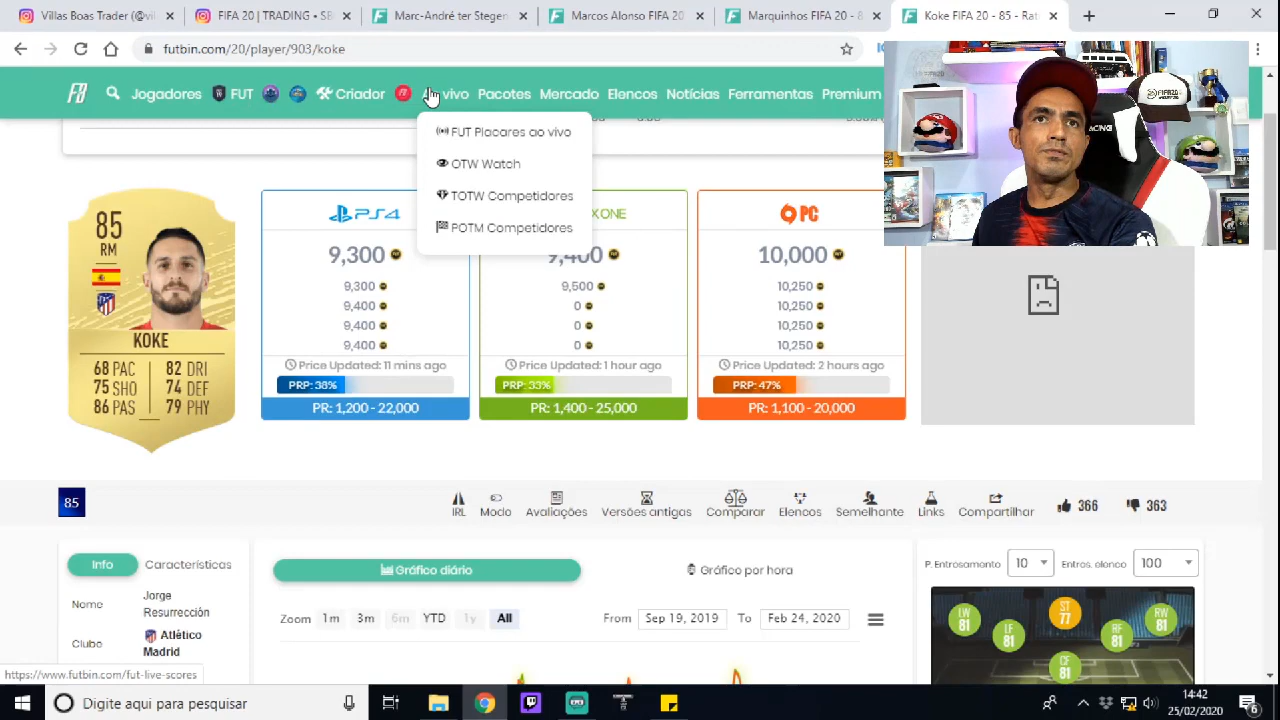 Villas Boas Trader (@vil
FIFA 20 | TRADING • SB
Marc-André ter Stegen
Marcos Alonso FIFA 20
Marquinhos FIFA 20 - 8
Koke FIFA 20 - 85 - Rat
futbin.com/20/player/303/koke
Jogadores FUT Criador vivo Pacotes Mercado Elencos Notícias Ferramentas Premium
FUT Placares ao vivo
OTW Watch
TOTW Competidores
POTM Competidores
85
RM
KOKE
68 PAC 82 DRI
75 SHO 74 DEF
86 PAS 79 PHY
PS4
9,300
9,300
9,400
9,400
9,400
Price Updated: 11 mins ago
PRP: 38%
PR: 1,200 - 22,000
XONE
9,400
9,500
0
0
0
Price Updated: 1 hour ago
PRP: 33%
PR: 1,400 - 25,000
PC
10,000
10,250
10,250
10,250
10,250
Price Updated: 2 hours ago
PRP: 47%
PR: 1,100 - 20,000
FIFA20
85
IRL Modo Avaliações Versões antigas Comparar Elencos Semelhante Links Compartilhar 366 363
Info Características
Nome Jorge
Resurrección
Clube Atlético
Madrid
Gráfico diário Gráfico por hora
Zoom 1m 3m 6m YTD 1y All From Sep 19, 2019 To Feb 24, 2020
P. Entrosamento 10 Entros. elenco 100
LW
81
ST
77
RW
81
LF
81
RF
81
CF
81
https://www.futbin.com/fut-live-scores
Digite aqui para pesquisar
14:42
25/02/2020
6